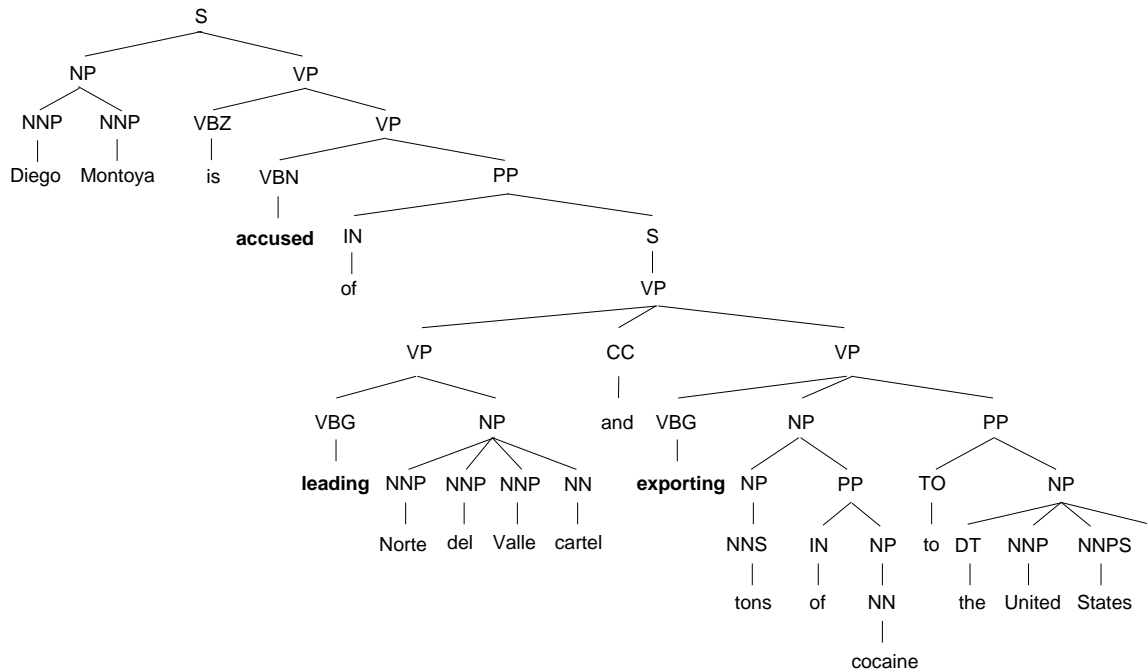 S
NP VP
NNP NNP VBZ VP
Diego Montoya is VBN PP
accused IN S
of VP
VP CC VP
VBG NP and VBG NP PP
leading NNP NNP NNP NN exporting NP PP TO NP
Norte del Valle cartel NNS IN NP to DT NNP NNPS
tons of NN the United States
cocaine